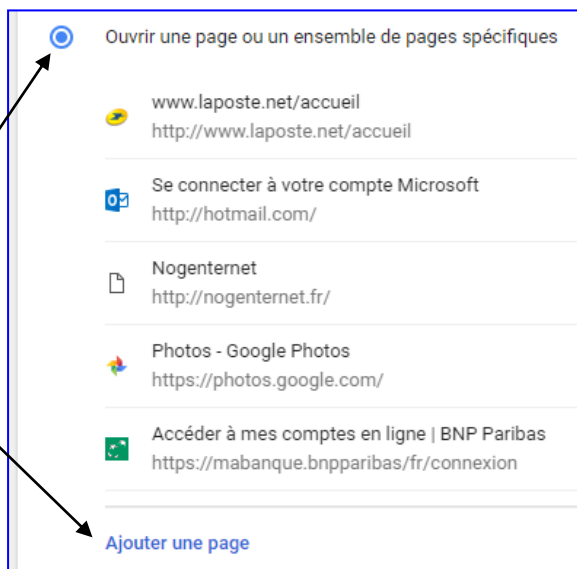 Ouvrir une page ou un ensemble de pages spécifiques
www.laposte.net/accueil
http://www.laposte.net/accueil
Se connecter à votre compte Microsoft
http://hotmail.com/
Nogenternet
http://nogenternet.fr/
Photos - Google Photos
https://photos.google.com/
Accéder à mes comptes en ligne | BNP Paribas
https://mabanque.bnpparibas/fr/connexion
Ajouter une page